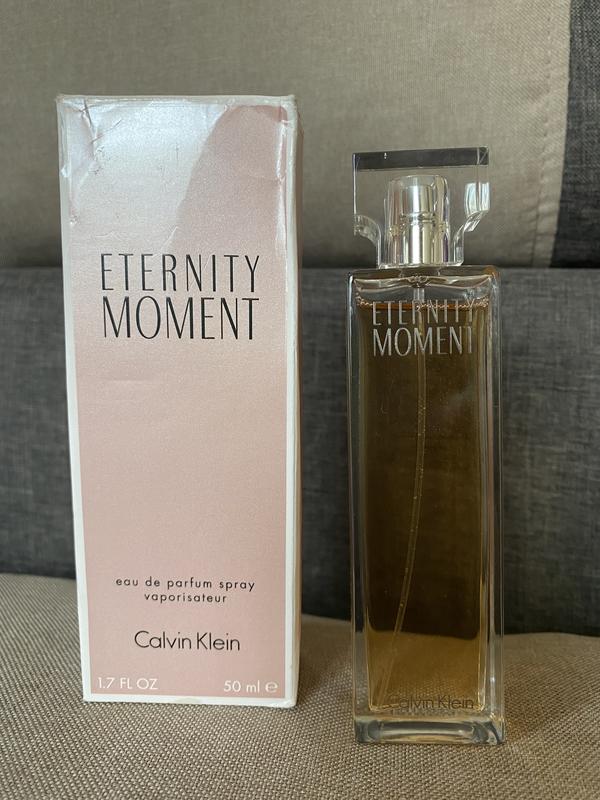 ETERNITY
MOMENT
eau de parfum spray
vaporisateur
Calvin Klein
1.7 FL OZ 50 ml ℮
ETERNITY
MOMENT
Calvin Klein